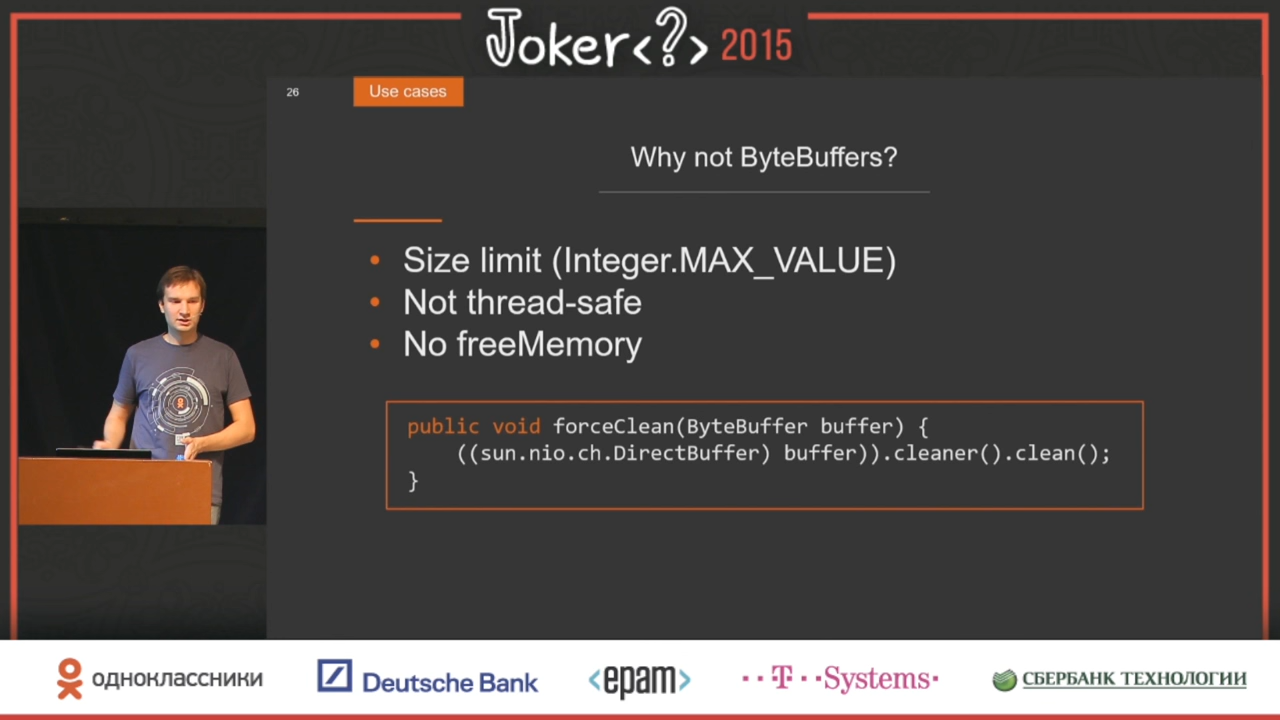 Joker<?> 2015
26
Use cases
Why not ByteBuffers?
• Size limit (Integer.MAX_VALUE)
• Not thread-safe
• No freeMemory
public void forceClean(ByteBuffer buffer) {
((sun.nio.ch.DirectBuffer) buffer)).cleaner().clean();
}
одноклассники
Deutsche Bank
<epam>
··T··Systems·
СБЕРБАНК ТЕХНОЛОГИИ